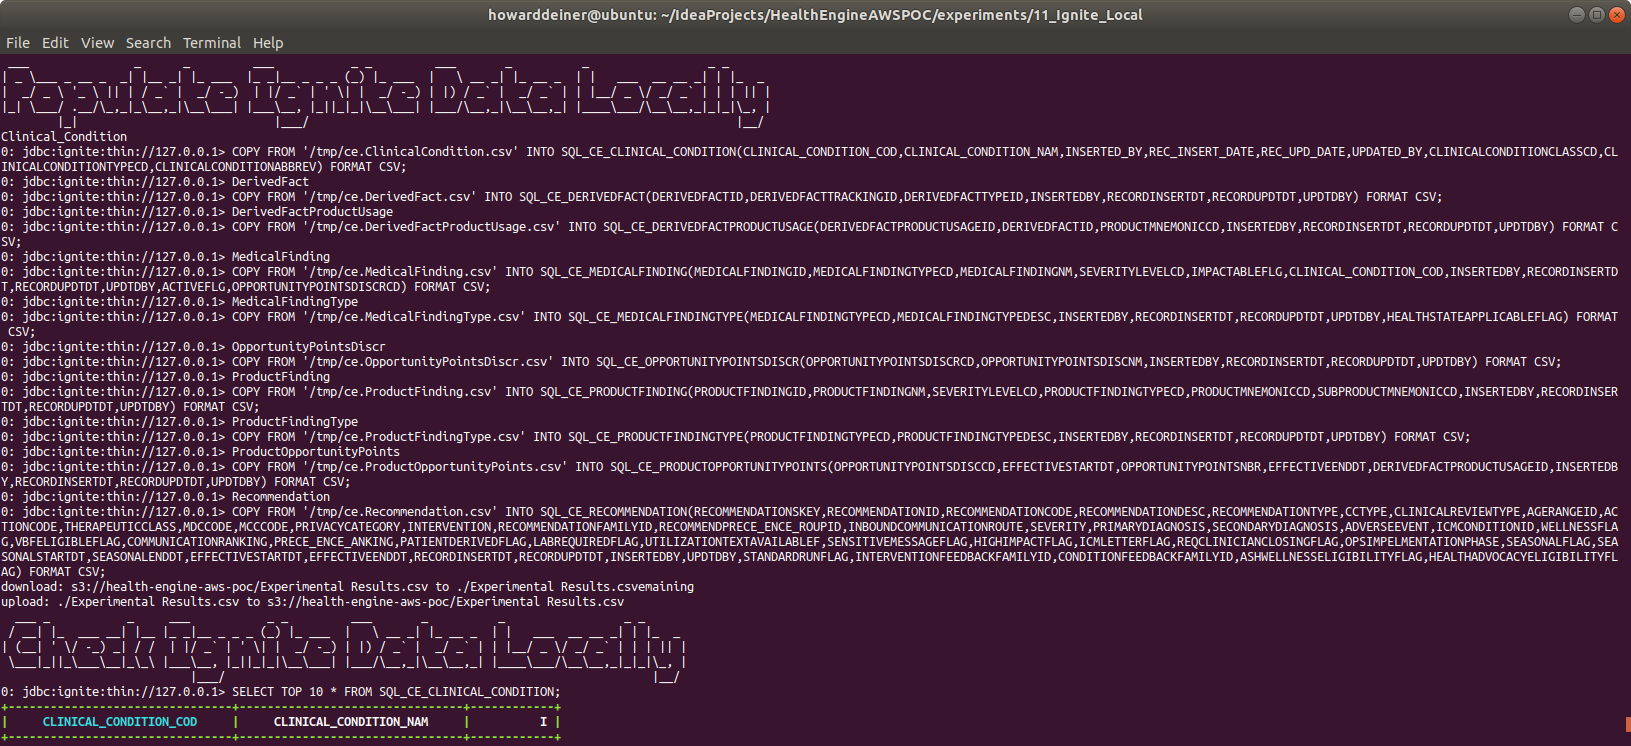 howarddeiner@ubuntu: ~/IdeaProjects/HealthEngineAWSPOC/experiments/11_Ignite_Local
File Edit View Search Terminal Help
Populate Ignite Data Locally
Clinical_Condition
0: jdbc:ignite:thin://127.0.0.1> COPY FROM '/tmp/ce.ClinicalCondition.csv' INTO SQL_CE_CLINICAL_CONDITION(CLINICAL_CONDITION_COD,CLINICAL_CONDITION_NAM,INSERTED_BY,REC_INSERT_DATE,REC_UPD_DATE,UPDATED_BY,CLINICALCONDITIONCLASSCD,CL
INICALCONDITIONTYPECD,CLINICALCONDITIONABBREV) FORMAT CSV;
0: jdbc:ignite:thin://127.0.0.1> DerivedFact
0: jdbc:ignite:thin://127.0.0.1> COPY FROM '/tmp/ce.DerivedFact.csv' INTO SQL_CE_DERIVEDFACT(DERIVEDFACTID,DERIVEDFACTTRACKINGID,DERIVEDFACTTYPEID,INSERTEDBY,RECORDINSERTDT,RECORDUPDTDT,UPDTDBY) FORMAT CSV;
0: jdbc:ignite:thin://127.0.0.1> DerivedFactProductUsage
0: jdbc:ignite:thin://127.0.0.1> COPY FROM '/tmp/ce.DerivedFactProductUsage.csv' INTO SQL_CE_DERIVEDFACTPRODUCTUSAGE(DERIVEDFACTPRODUCTUSAGEID,DERIVEDFACTID,PRODUCTMNEMONICCD,INSERTEDBY,RECORDINSERTDT,RECORDUPDTDT,UPDTDBY) FORMAT C
SV;
0: jdbc:ignite:thin://127.0.0.1> MedicalFinding
0: jdbc:ignite:thin://127.0.0.1> COPY FROM '/tmp/ce.MedicalFinding.csv' INTO SQL_CE_MEDICALFINDING(MEDICALFINDINGID,MEDICALFINDINGTYPECD,MEDICALFINDINGNM,SEVERITYLEVELCD,IMPACTABLEFLG,CLINICAL_CONDITION_COD,INSERTEDBY,RECORDINSERTD
T,RECORDUPDTDT,UPDTDBY,ACTIVEFLG,OPPORTUNITYPOINTSDISCRCD) FORMAT CSV;
0: jdbc:ignite:thin://127.0.0.1> MedicalFindingType
0: jdbc:ignite:thin://127.0.0.1> COPY FROM '/tmp/ce.MedicalFindingType.csv' INTO SQL_CE_MEDICALFINDINGTYPE(MEDICALFINDINGTYPECD,MEDICALFINDINGTYPEDESC,INSERTEDBY,RECORDINSERTDT,RECORDUPDTDT,UPDTDBY,HEALTHSTATEAPPLICABLEFLAG) FORMAT
CSV;
0: jdbc:ignite:thin://127.0.0.1> OpportunityPointsDiscr
0: jdbc:ignite:thin://127.0.0.1> COPY FROM '/tmp/ce.OpportunityPointsDiscr.csv' INTO SQL_CE_OPPORTUNITYPOINTSDISCR(OPPORTUNITYPOINTSDISCRCD,OPPORTUNITYPOINTSDISCNM,INSERTEDBY,RECORDINSERTDT,RECORDUPDTDT,UPDTDBY) FORMAT CSV;
0: jdbc:ignite:thin://127.0.0.1> ProductFinding
0: jdbc:ignite:thin://127.0.0.1> COPY FROM '/tmp/ce.ProductFinding.csv' INTO SQL_CE_PRODUCTFINDING(PRODUCTFINDINGID,PRODUCTFINDINGNM,SEVERITYLEVELCD,PRODUCTFINDINGTYPECD,PRODUCTMNEMONICCD,SUBPRODUCTMNEMONICCD,INSERTEDBY,RECORDINSER
TDT,RECORDUPDTDT,UPDTDBY) FORMAT CSV;
0: jdbc:ignite:thin://127.0.0.1> ProductFindingType
0: jdbc:ignite:thin://127.0.0.1> COPY FROM '/tmp/ce.ProductFindingType.csv' INTO SQL_CE_PRODUCTFINDINGTYPE(PRODUCTFINDINGTYPECD,PRODUCTFINDINGTYPEDESC,INSERTEDBY,RECORDINSERTDT,RECORDUPDTDT,UPDTDBY) FORMAT CSV;
0: jdbc:ignite:thin://127.0.0.1> ProductOpportunityPoints
0: jdbc:ignite:thin://127.0.0.1> COPY FROM '/tmp/ce.ProductOpportunityPoints.csv' INTO SQL_CE_PRODUCTOPPORTUNITYPOINTS(OPPORTUNITYPOINTSDISCCD,EFFECTIVESTARTDT,OPPORTUNITYPOINTSNBR,EFFECTIVEENDDT,DERIVEDFACTPRODUCTUSAGEID,INSERTEDB
Y,RECORDINSERTDT,RECORDUPDTDT,UPDTDBY) FORMAT CSV;
0: jdbc:ignite:thin://127.0.0.1> Recommendation
0: jdbc:ignite:thin://127.0.0.1> COPY FROM '/tmp/ce.Recommendation.csv' INTO SQL_CE_RECOMMENDATION(RECOMMENDATIONSKEY,RECOMMENDATIONID,RECOMMENDATIONCODE,RECOMMENDATIONDESC,RECOMMENDATIONTYPE,CCTYPE,CLINICALREVIEWTYPE,AGERANGEID,AC
TIONCODE,THERAPEUTICCLASS,MDCCODE,MCCCODE,PRIVACYCATEGORY,INTERVENTION,RECOMMENDATIONFAMILYID,RECOMMENDPRECE_ENCE_ROUPID,INBOUNDCOMMUNICATIONROUTE,SEVERITY,PRIMARYDIAGNOSIS,SECONDARYDIAGNOSIS,ADVERSEEVENT,ICMCONDITIONID,WELLNESSFLA
G,VBFELIGIBLEFLAG,COMMUNICATIONRANKING,PRECE_ENCE_ANKING,PATIENTDERIVEDFLAG,LABREQUIREDFLAG,UTILIZATIONTEXTAVAILABLEF,SENSITIVEMESSAGEFLAG,HIGHIMPACTFLAG,ICMLETTERFLAG,REQCLINICIANCLOSINGFLAG,OPSIMPELMENTATIONPHASE,SEASONALFLAG,SEA
SONALSTARTDT,SEASONALENDDT,EFFECTIVESTARTDT,EFFECTIVEENDDT,RECORDINSERTDT,RECORDUPDTDT,INSERTEDBY,UPDTDBY,STANDARDRUNFLAG,INTERVENTIONFEEDBACKFAMILYID,CONDITIONFEEDBACKFAMILYID,ASHWELLNESSELIGIBILITYFLAG,HEALTHADVOCACYELIGIBILITYFL
AG) FORMAT CSV;
download: s3://health-engine-aws-poc/Experimental Results.csv to ./Experimental Results.csvemaining
upload: ./Experimental Results.csv to s3://health-engine-aws-poc/Experimental Results.csv
Check Ignite Data Locally
0: jdbc:ignite:thin://127.0.0.1> SELECT TOP 10 * FROM SQL_CE_CLINICAL_CONDITION;
+------------------------------+------------------------------+-----------+
| CLINICAL_CONDITION_COD | CLINICAL_CONDITION_NAM | I |
+------------------------------+------------------------------+-----------+